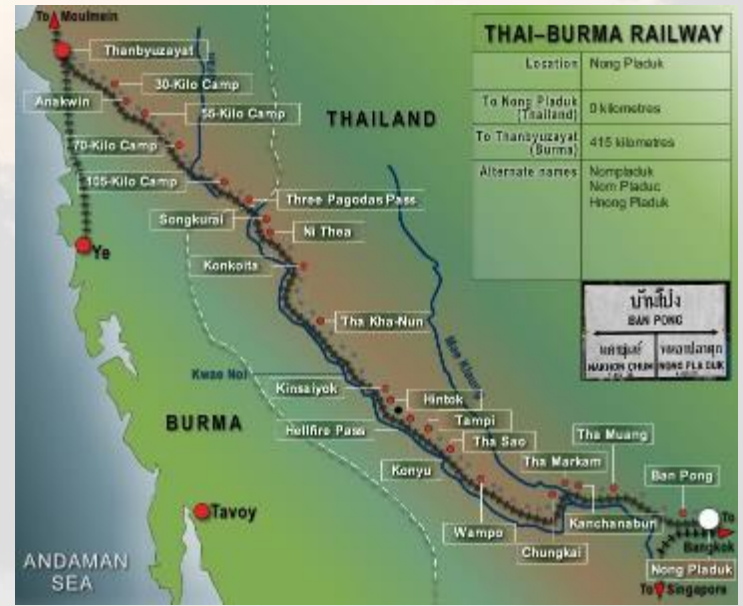 To Moulmein
THAI–BURMA RAILWAY
Location Nong Pladuk
To Nong Pladuk
(Thailand)
0 kilometres
To Thanbyuzayat
(Burma)
415 kilometres
Alternate names
Nompladuk
Nom Pladuc
Hnong Pladuk
Thanbyuzayat
30-Kilo Camp
Anakwin
55-Kilo Camp
THAILAND
70-Kilo Camp
105-Kilo Camp
Three Pagodas Pass
Songkurai
Ni Thea
Ye
Konkoita
บ้านโป่ง
BAN PONG
NAKHON CHUM NONG PLA DUK
Tha Kha-Nun
Mae Klong
Kwae Noi
Kinsaiyok
Hintok
BURMA
Hellfire Pass
Tampi
Tha Sao
Tha Muang
Konyu
Tha Markam
Ban Pong
Tavoy
Wampo
Kanchanaburi
To
Bangkok
Chungkai
ANDAMAN
SEA
Nong Pladuk
To Singapore